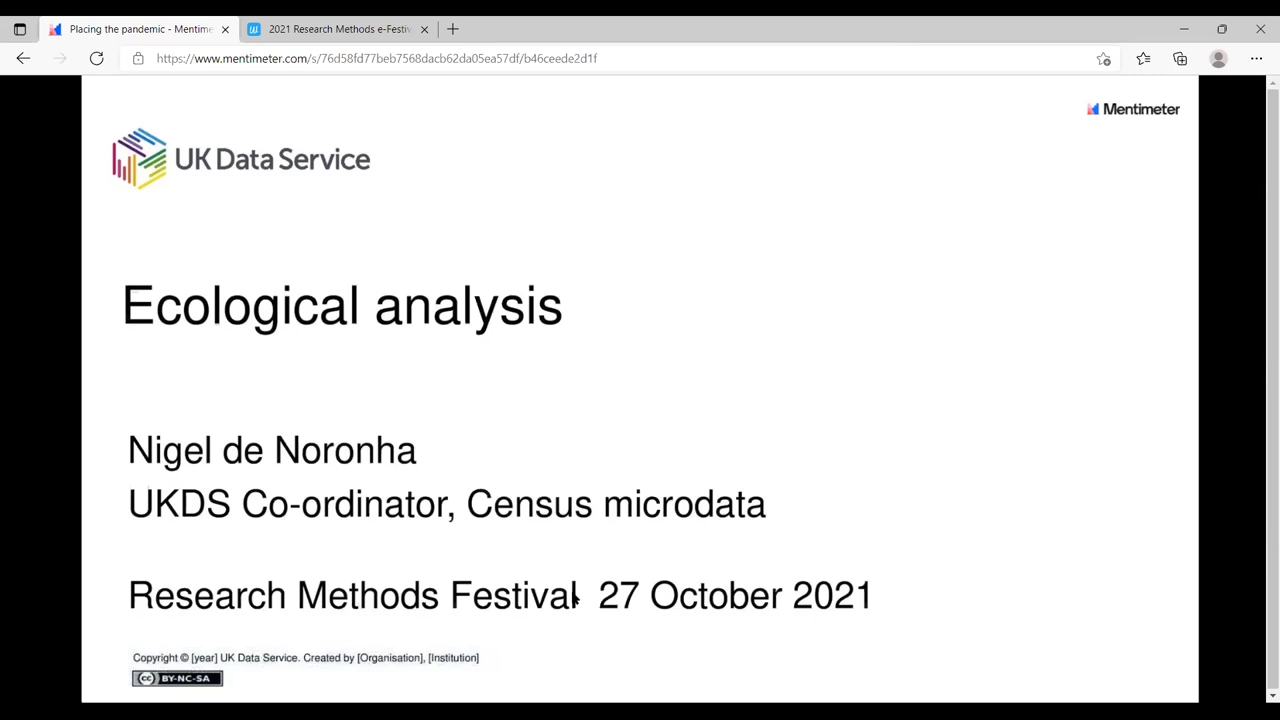 Placing the pandemic - Mentime
2021 Research Methods e-Festiv
https://www.mentimeter.com/s/76d58fd77beb7568dacb62da05ea57df/b46ceede2d1f
Mentimeter
UK Data Service
Ecological analysis
Nigel de Noronha
UKDS Co-ordinator, Census microdata
Research Methods Festival 27 October 2021
Copyright © [year] UK Data Service. Created by [Organisation], [Institution]
cc BY-NC-SA